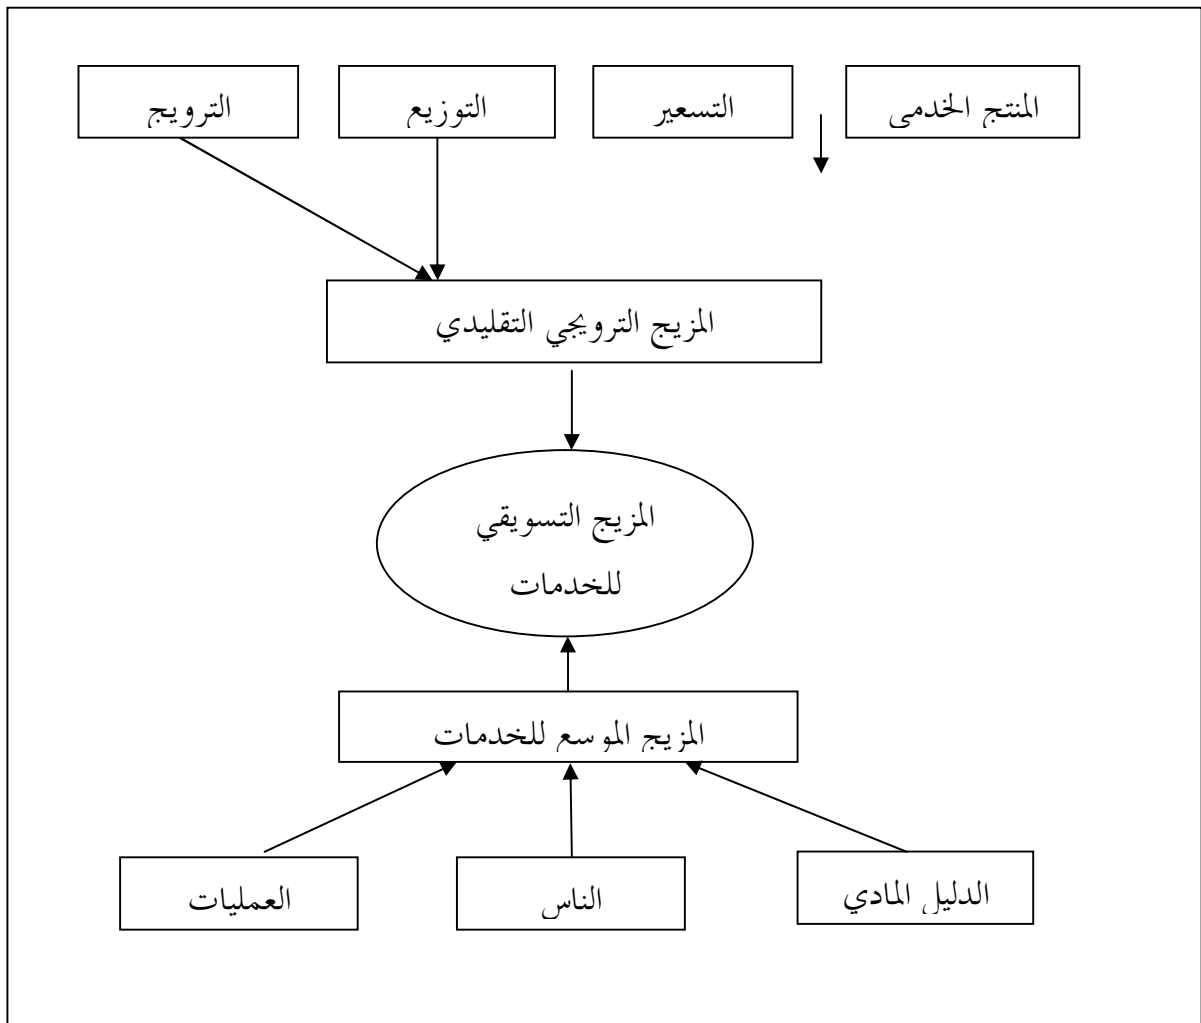 المنتج الخدمى
التسعير
التوزيع
الترويج
المزيج الترويجي التقليدي
المزيج التسويقي
للخدمات
المزيج الموسع للخدمات
الدليل المادي
الناس
العمليات